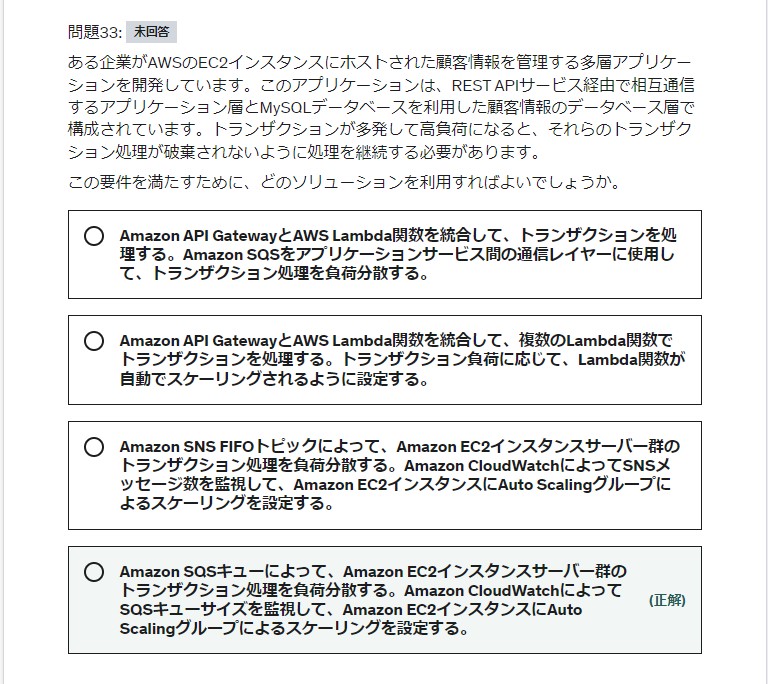 問題33: 未回答
ある企業がAWSのEC2インスタンスにホストされた顧客情報を管理する多層アプリケー
ションを開発しています。このアプリケーションは、REST APIサービス経由で相互通信
するアプリケーション層とMySQLデータベースを利用した顧客情報のデータベース層で
構成されています。トランザクションが多発して高負荷になると、それらのトランザク
ション処理が破棄されないように処理を継続する必要があります。
この要件を満たすために、どのソリューションを利用すればよいでしょうか。
Amazon API GatewayとAWS Lambda関数を統合して、トランザクションを処
理する。Amazon SQSをアプリケーションサービス間の通信レイヤーに使用し
て、トランザクション処理を負荷分散する。
Amazon API GatewayとAWS Lambda関数を統合して、複数のLambda関数で
トランザクションを処理する。トランザクション負荷に応じて、Lambda関数が
自動でスケーリングされるように設定する。
Amazon SNS FIFOトピックによって、Amazon EC2インスタンスサーバー群の
トランザクション処理を負荷分散する。Amazon CloudWatchによってSNSメ
ッセージ数を監視して、Amazon EC2インスタンスにAuto Scalingグループに
よるスケーリングを設定する。
Amazon SQSキューによって、Amazon EC2インスタンスサーバー群の
トランザクション処理を負荷分散する。Amazon CloudWatchによって
SQSキューサイズを監視して、Amazon EC2インスタンスにAuto
Scalingグループによるスケーリングを設定する。
(正解)